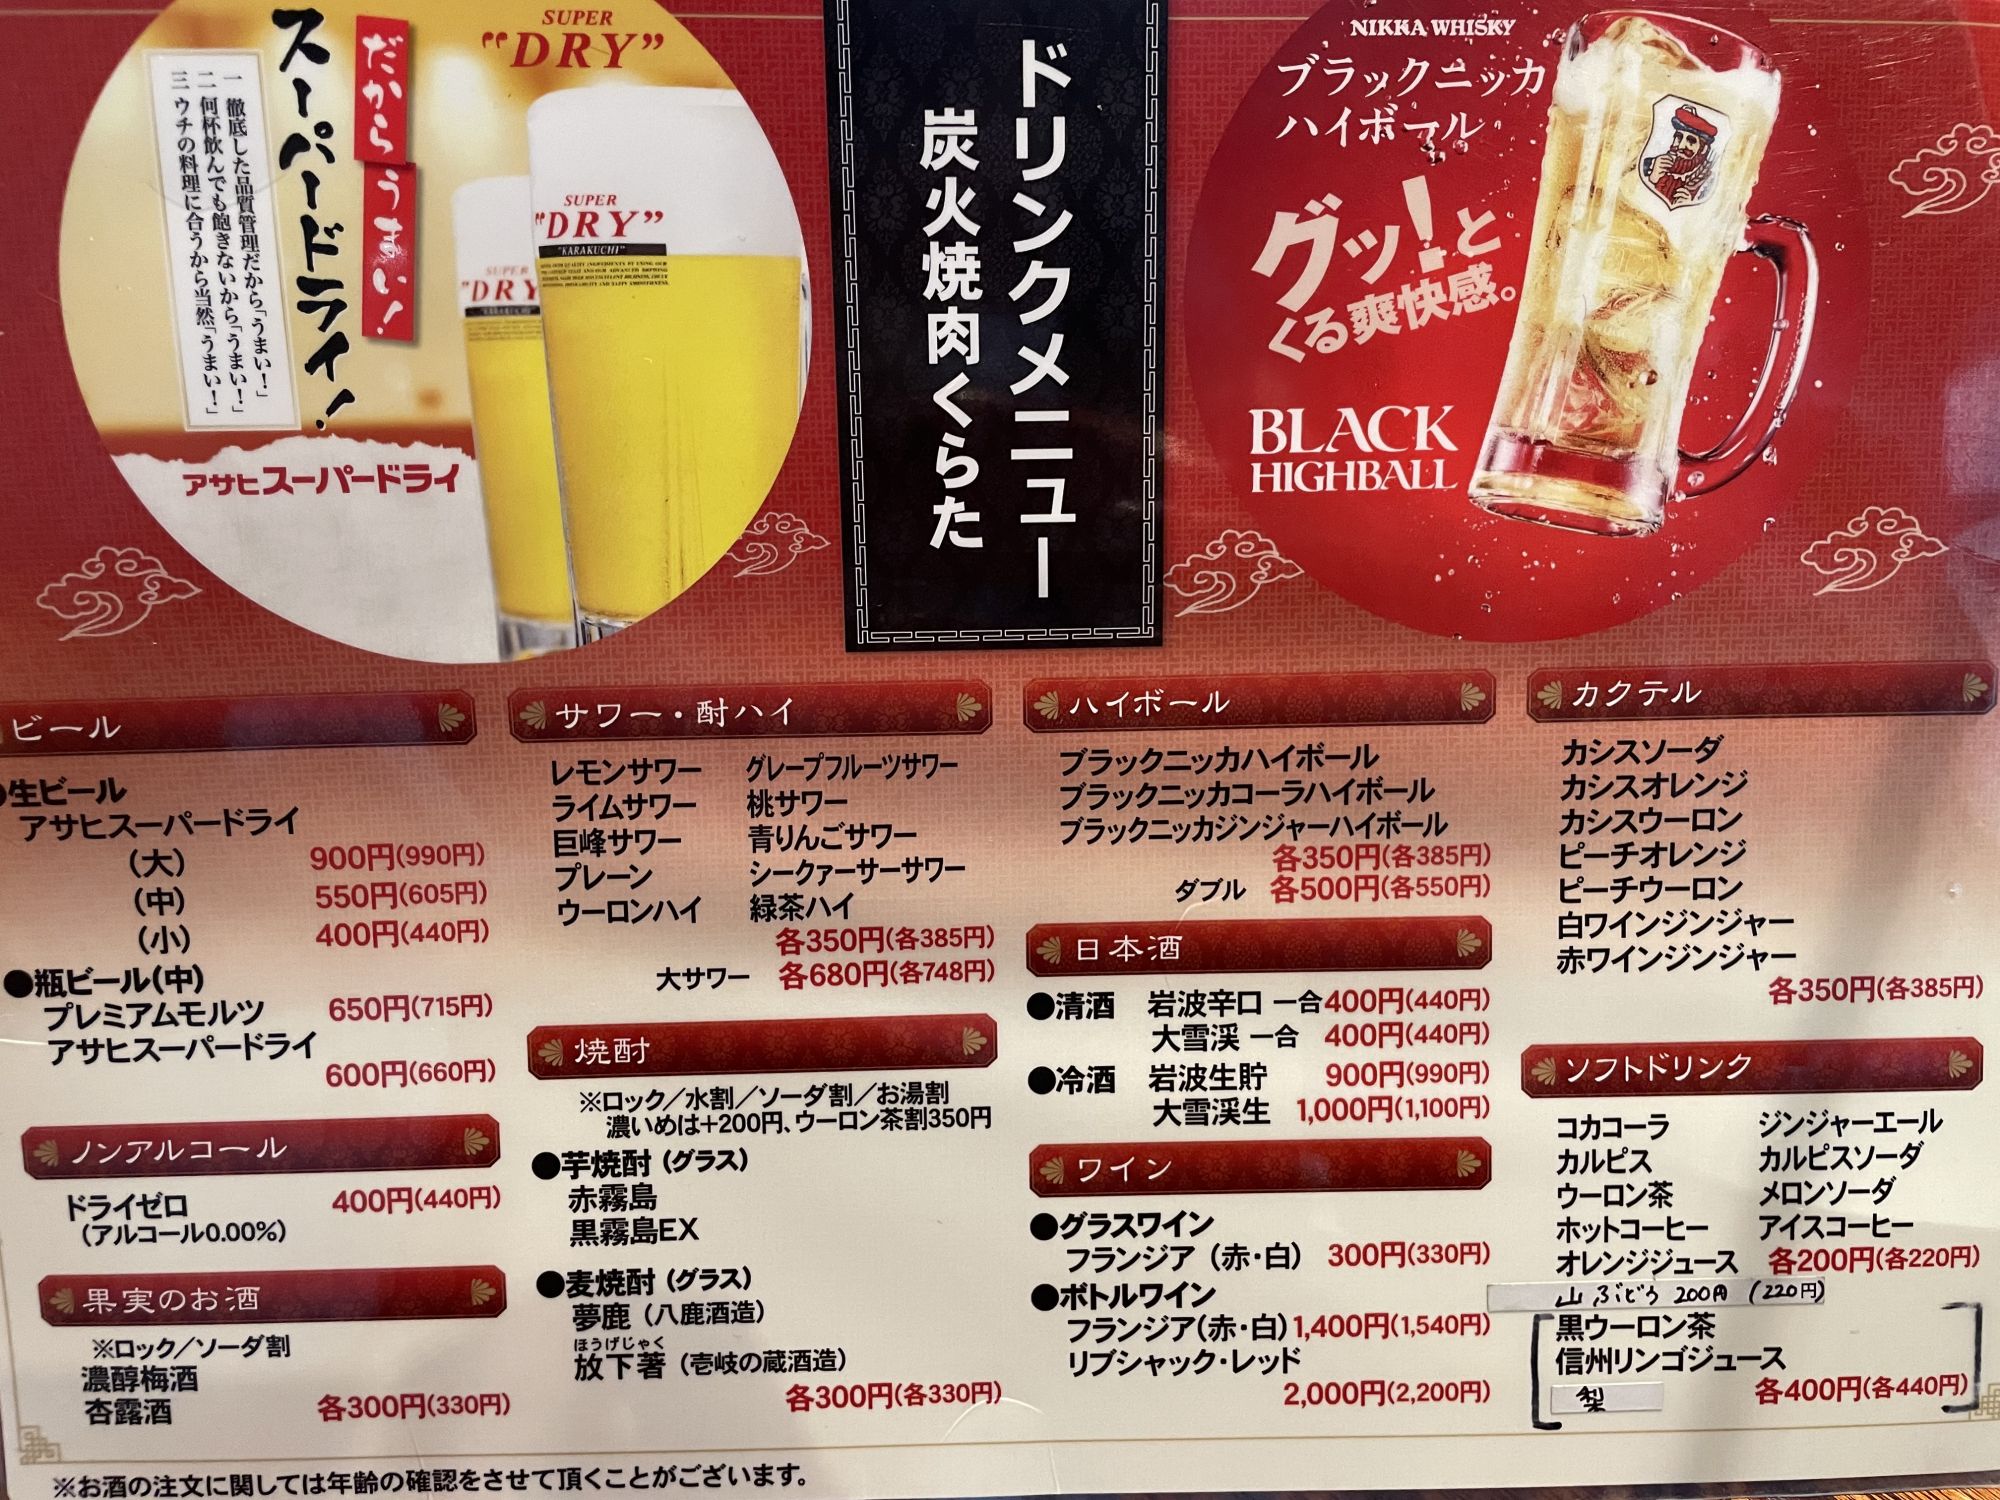 SUPER
"DRY"
だからうまい!
スーパードライ!
一 徹底した品質管理だから「うまい!」
二 何杯飲んでも飽きないから「うまい!」
三 ウチの料理に合うから当然「うまい!」
SUPER
"DRY"
"KARAKUCHI"
SUPER
"DRY"
アサヒスーパードライ
ドリンクメニュー
炭火焼肉くらた
NIKKA WHISKY
ブラックニッカ
ハイボール
グッ!と
くる爽快感。
BLACK
HIGHBALL
ビール
●生ビール
アサヒスーパードライ
(大) 900円(990円)
(中) 550円(605円)
(小) 400円(440円)
●瓶ビール(中)
プレミアムモルツ 650円(715円)
アサヒスーパードライ
600円(660円)
ノンアルコール
ドライゼロ 400円(440円)
(アルコール0.00%)
果実のお酒
※ロック/ソーダ割
濃醇梅酒
杏露酒 各300円(330円)
サワー・酎ハイ
レモンサワー グレープフルーツサワー
ライムサワー 桃サワー
巨峰サワー 青りんごサワー
プレーン シークァーサーサワー
ウーロンハイ 緑茶ハイ
各350円(各385円)
大サワー 各680円(各748円)
焼酎
※ロック/水割/ソーダ割/お湯割
濃いめは+200円、ウーロン茶割350円
●芋焼酎(グラス)
赤霧島
黒霧島EX
●麦焼酎(グラス)
夢鹿(八鹿酒造)
ほうげじゃく
放下著(壱岐の蔵酒造)
各300円(各330円)
ハイボール
ブラックニッカハイボール
ブラックニッカコーラハイボール
ブラックニッカジンジャーハイボール
各350円(各385円)
ダブル 各500円(各550円)
日本酒
●清酒 岩波辛口 一合400円(440円)
大雪渓 一合 400円(440円)
●冷酒 岩波生貯 900円(990円)
大雪渓生 1,000円(1,100円)
ワイン
●グラスワイン
フランジア(赤・白) 300円(330円)
●ボトルワイン
フランジア(赤・白)1,400円(1,540円)
リブシャック・レッド
2,000円(2,200円)
カクテル
カシスソーダ
カシスオレンジ
カシスウーロン
ピーチオレンジ
ピーチウーロン
白ワインジンジャー
赤ワインジンジャー
各350円(各385円)
ソフトドリンク
コカコーラ ジンジャーエール
カルピス カルピスソーダ
ウーロン茶 メロンソーダ
ホットコーヒー アイスコーヒー
オレンジジュース 各200円(各220円)
山ぶどう 200円 (220円)
黒ウーロン茶
信州リンゴジュース
梨 各400円(各440円)
※お酒の注文に関しては年齢の確認をさせて頂くことがございます。